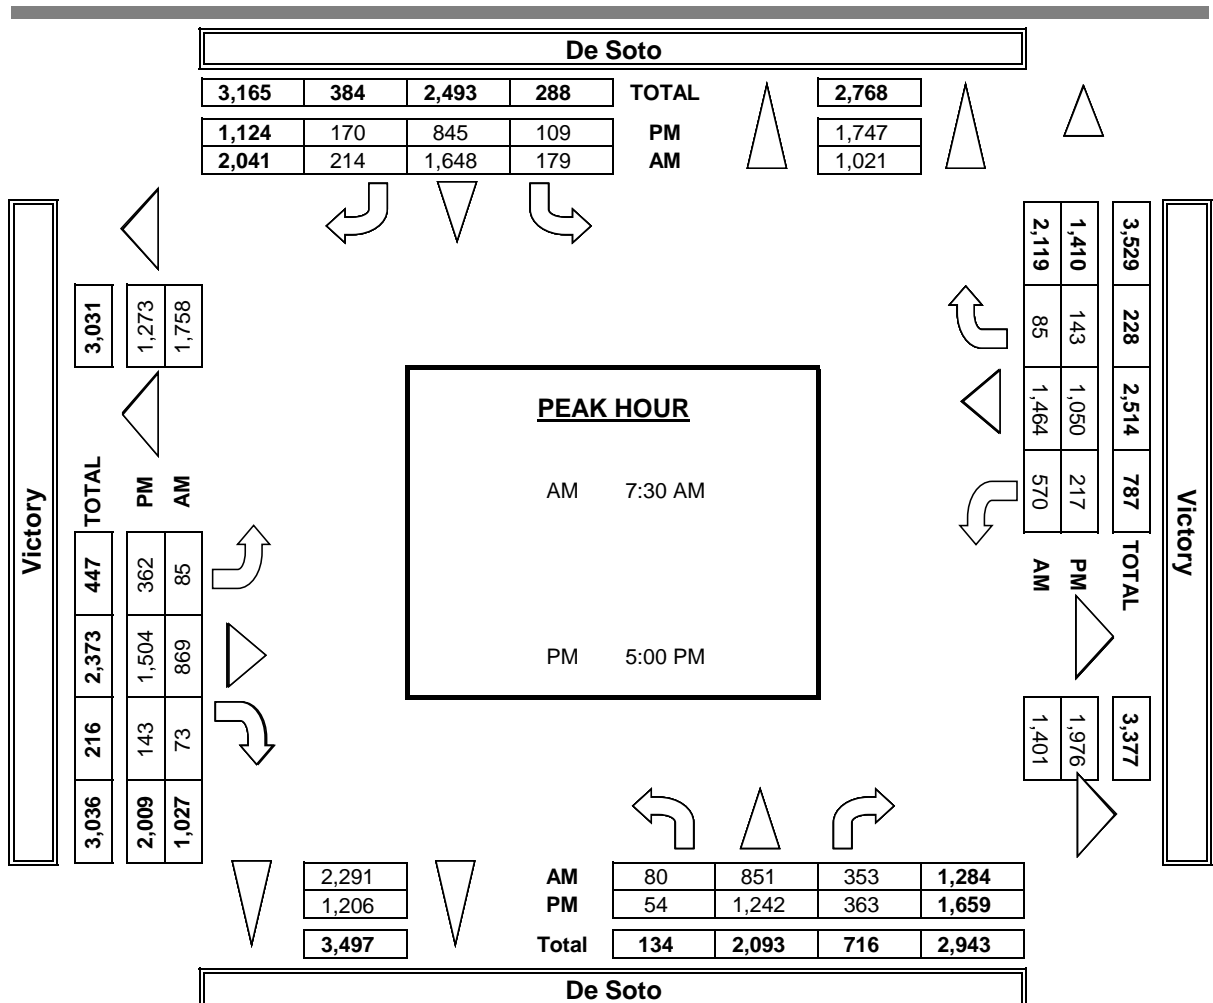 De Soto
3,165 384 2,493 288 TOTAL 2,768
1,124 170 845 109 PM 1,747
2,041 214 1,648 179 AM 1,021
Victory
3,031 1,273 1,758
TOTAL PM AM
447 362 85
2,373 1,504 869
216 143 73
3,036 2,009 1,027
PEAK HOUR
AM 7:30 AM
PM 5:00 PM
2,119 1,410 3,529
85 143 228
1,464 1,050 2,514
570 217 787
AM PM TOTAL
1,401 1,976 3,377
Victory
2,291 AM 80 851 353 1,284
1,206 PM 54 1,242 363 1,659
3,497 Total 134 2,093 716 2,943
De Soto